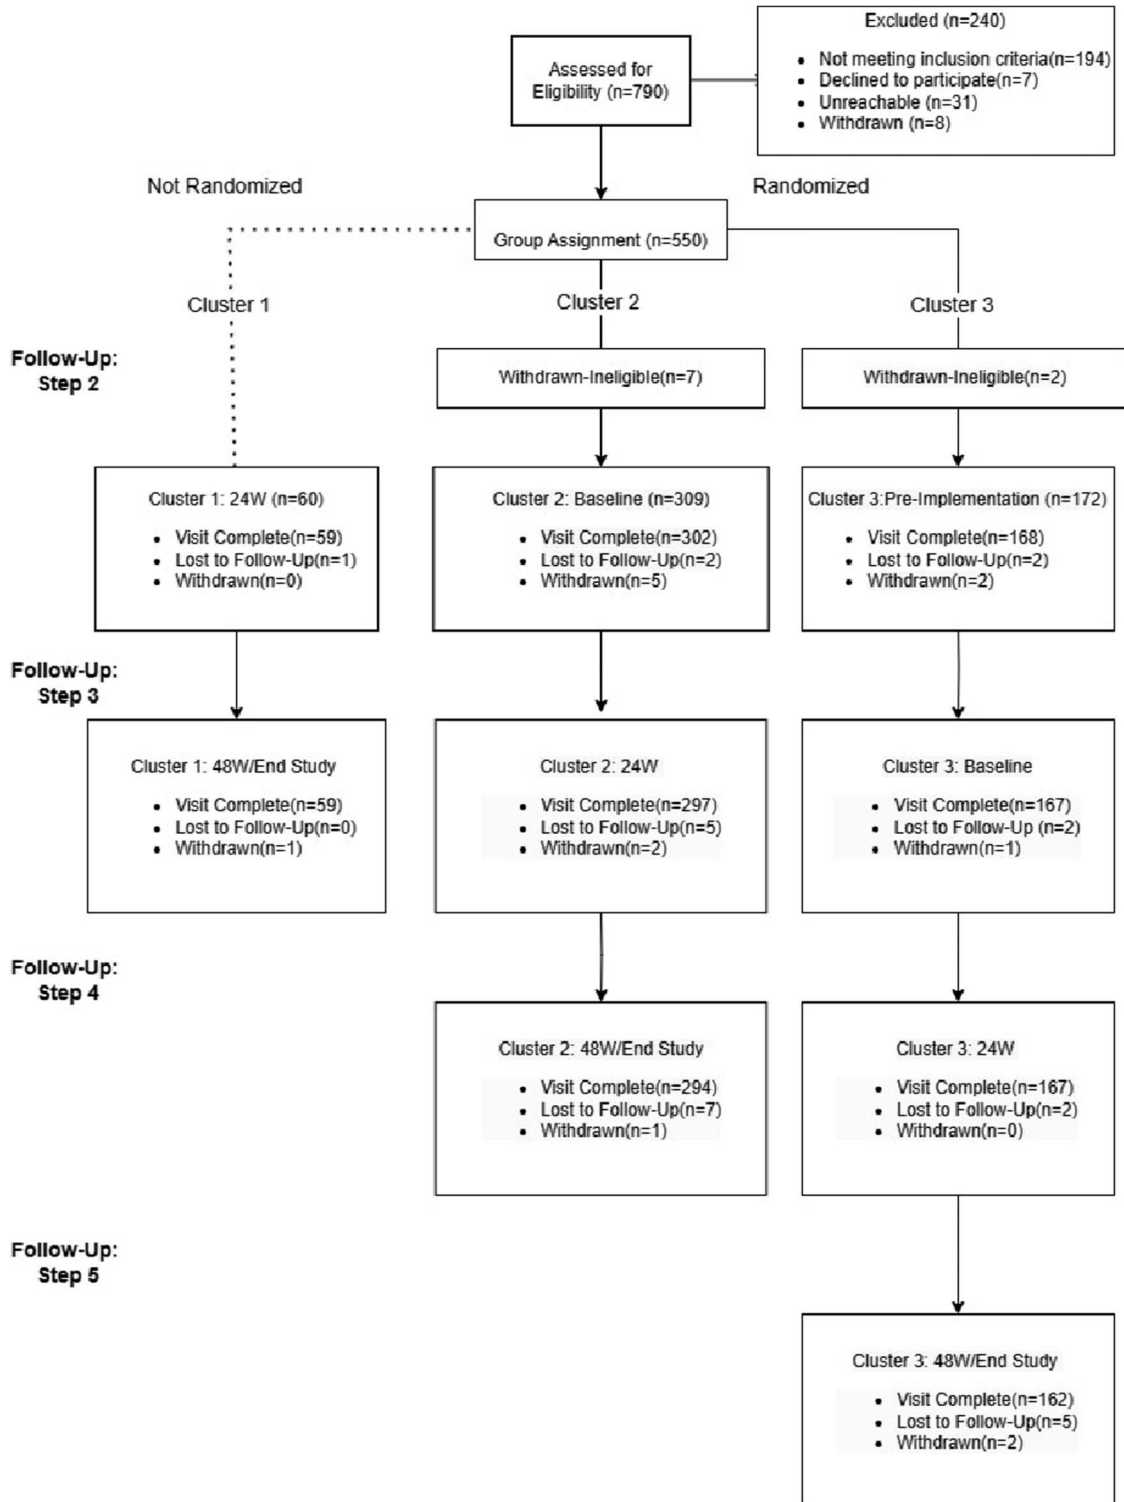 Assessed for
Eligibility (n=790)
Excluded (n=240)
• Not meeting inclusion criteria(n=194)
• Declined to participate(n=7)
• Unreachable (n=31)
• Withdrawn (n=8)
Not Randomized
Randomized
Group Assignment (n=550)
Cluster 1
Cluster 2
Cluster 3
Follow-Up:
Step 2
Withdrawn-Ineligible(n=7)
Withdrawn-Ineligible(n=2)
Cluster 1: 24W (n=60)
• Visit Complete(n=59)
• Lost to Follow-Up(n=1)
• Withdrawn(n=0)
Cluster 2: Baseline (n=309)
• Visit Complete(n=302)
• Lost to Follow-Up(n=2)
• Withdrawn(n=5)
Cluster 3:Pre-Implementation (n=172)
• Visit Complete(n=168)
• Lost to Follow-Up(n=2)
• Withdrawn(n=2)
Follow-Up:
Step 3
Cluster 1: 48W/End Study
• Visit Complete(n=59)
• Lost to Follow-Up(n=0)
• Withdrawn(n=1)
Cluster 2: 24W
• Visit Complete(n=297)
• Lost to Follow-Up(n=5)
• Withdrawn(n=2)
Cluster 3: Baseline
• Visit Complete(n=167)
• Lost to Follow-Up (n=2)
• Withdrawn(n=1)
Follow-Up:
Step 4
Cluster 2: 48W/End Study
• Visit Complete(n=294)
• Lost to Follow-Up(n=7)
• Withdrawn(n=1)
Cluster 3: 24W
• Visit Complete(n=167)
• Lost to Follow-Up(n=2)
• Withdrawn(n=0)
Follow-Up:
Step 5
Cluster 3: 48W/End Study
• Visit Complete(n=162)
• Lost to Follow-Up(n=5)
• Withdrawn(n=2)